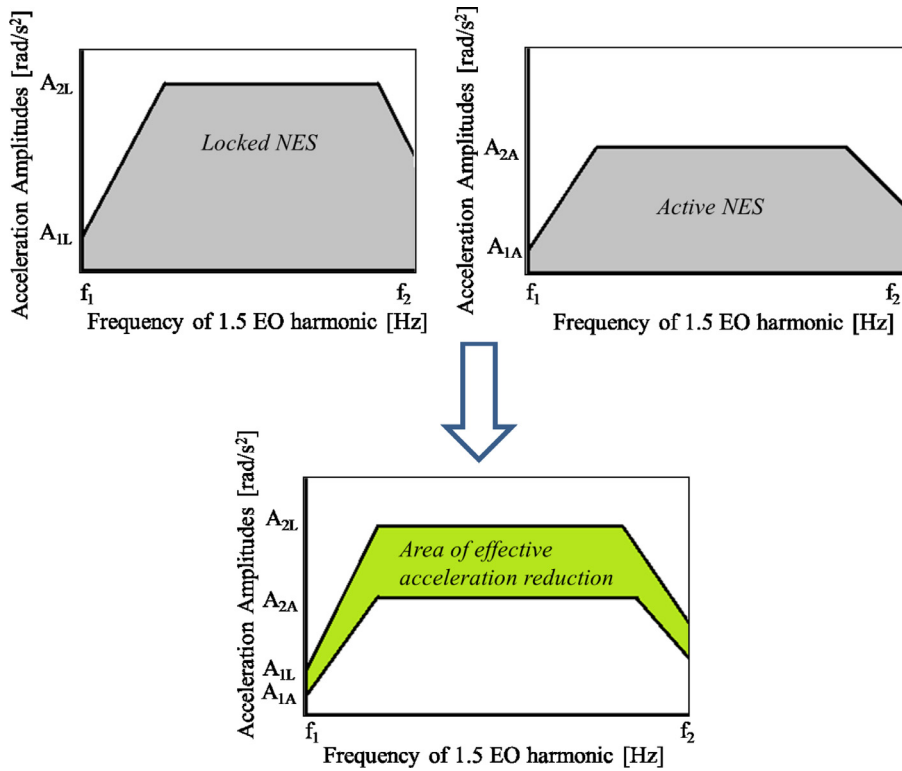 Acceleration Amplitudes [rad/s²]
A2L
A1L
Locked NES
f1
f2
Frequency of 1.5 EO harmonic [Hz]
Acceleration Amplitudes [rad/s²]
A2A
A1A
Active NES
f1
f2
Frequency of 1.5 EO harmonic [Hz]
Acceleration Amplitudes [rad/s²]
A2L
A2A
A1L
A1A
Area of effective
acceleration reduction
f1
f2
Frequency of 1.5 EO harmonic [Hz]